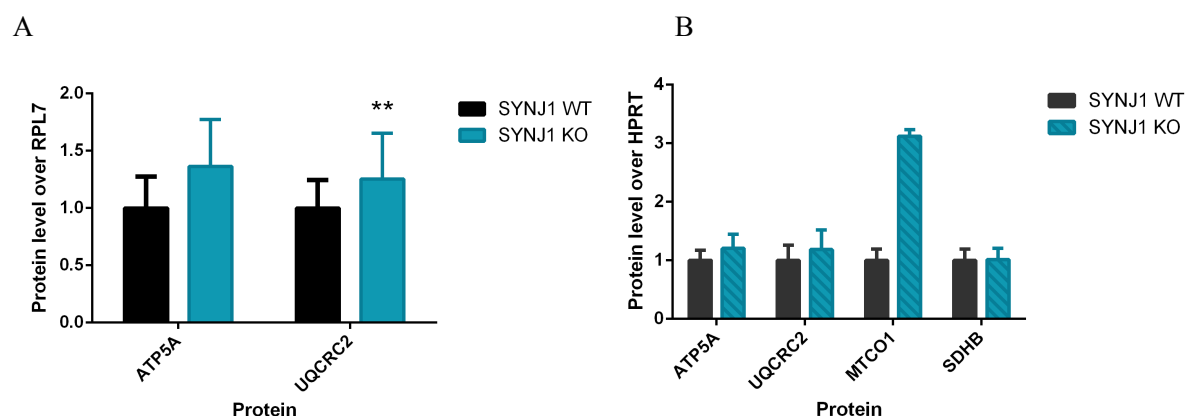 A
B
Protein level over RPL7
2.0
1.5
1.0
0.5
0.0
**
SYNJ1 WT
SYNJ1 KO
ATP5A
UQCRC2
Protein
Protein level over HPRT
4
3
2
1
0
SYNJ1 WT
SYNJ1 KO
ATP5A
UQCRC2
MTCO1
SDHB
Protein